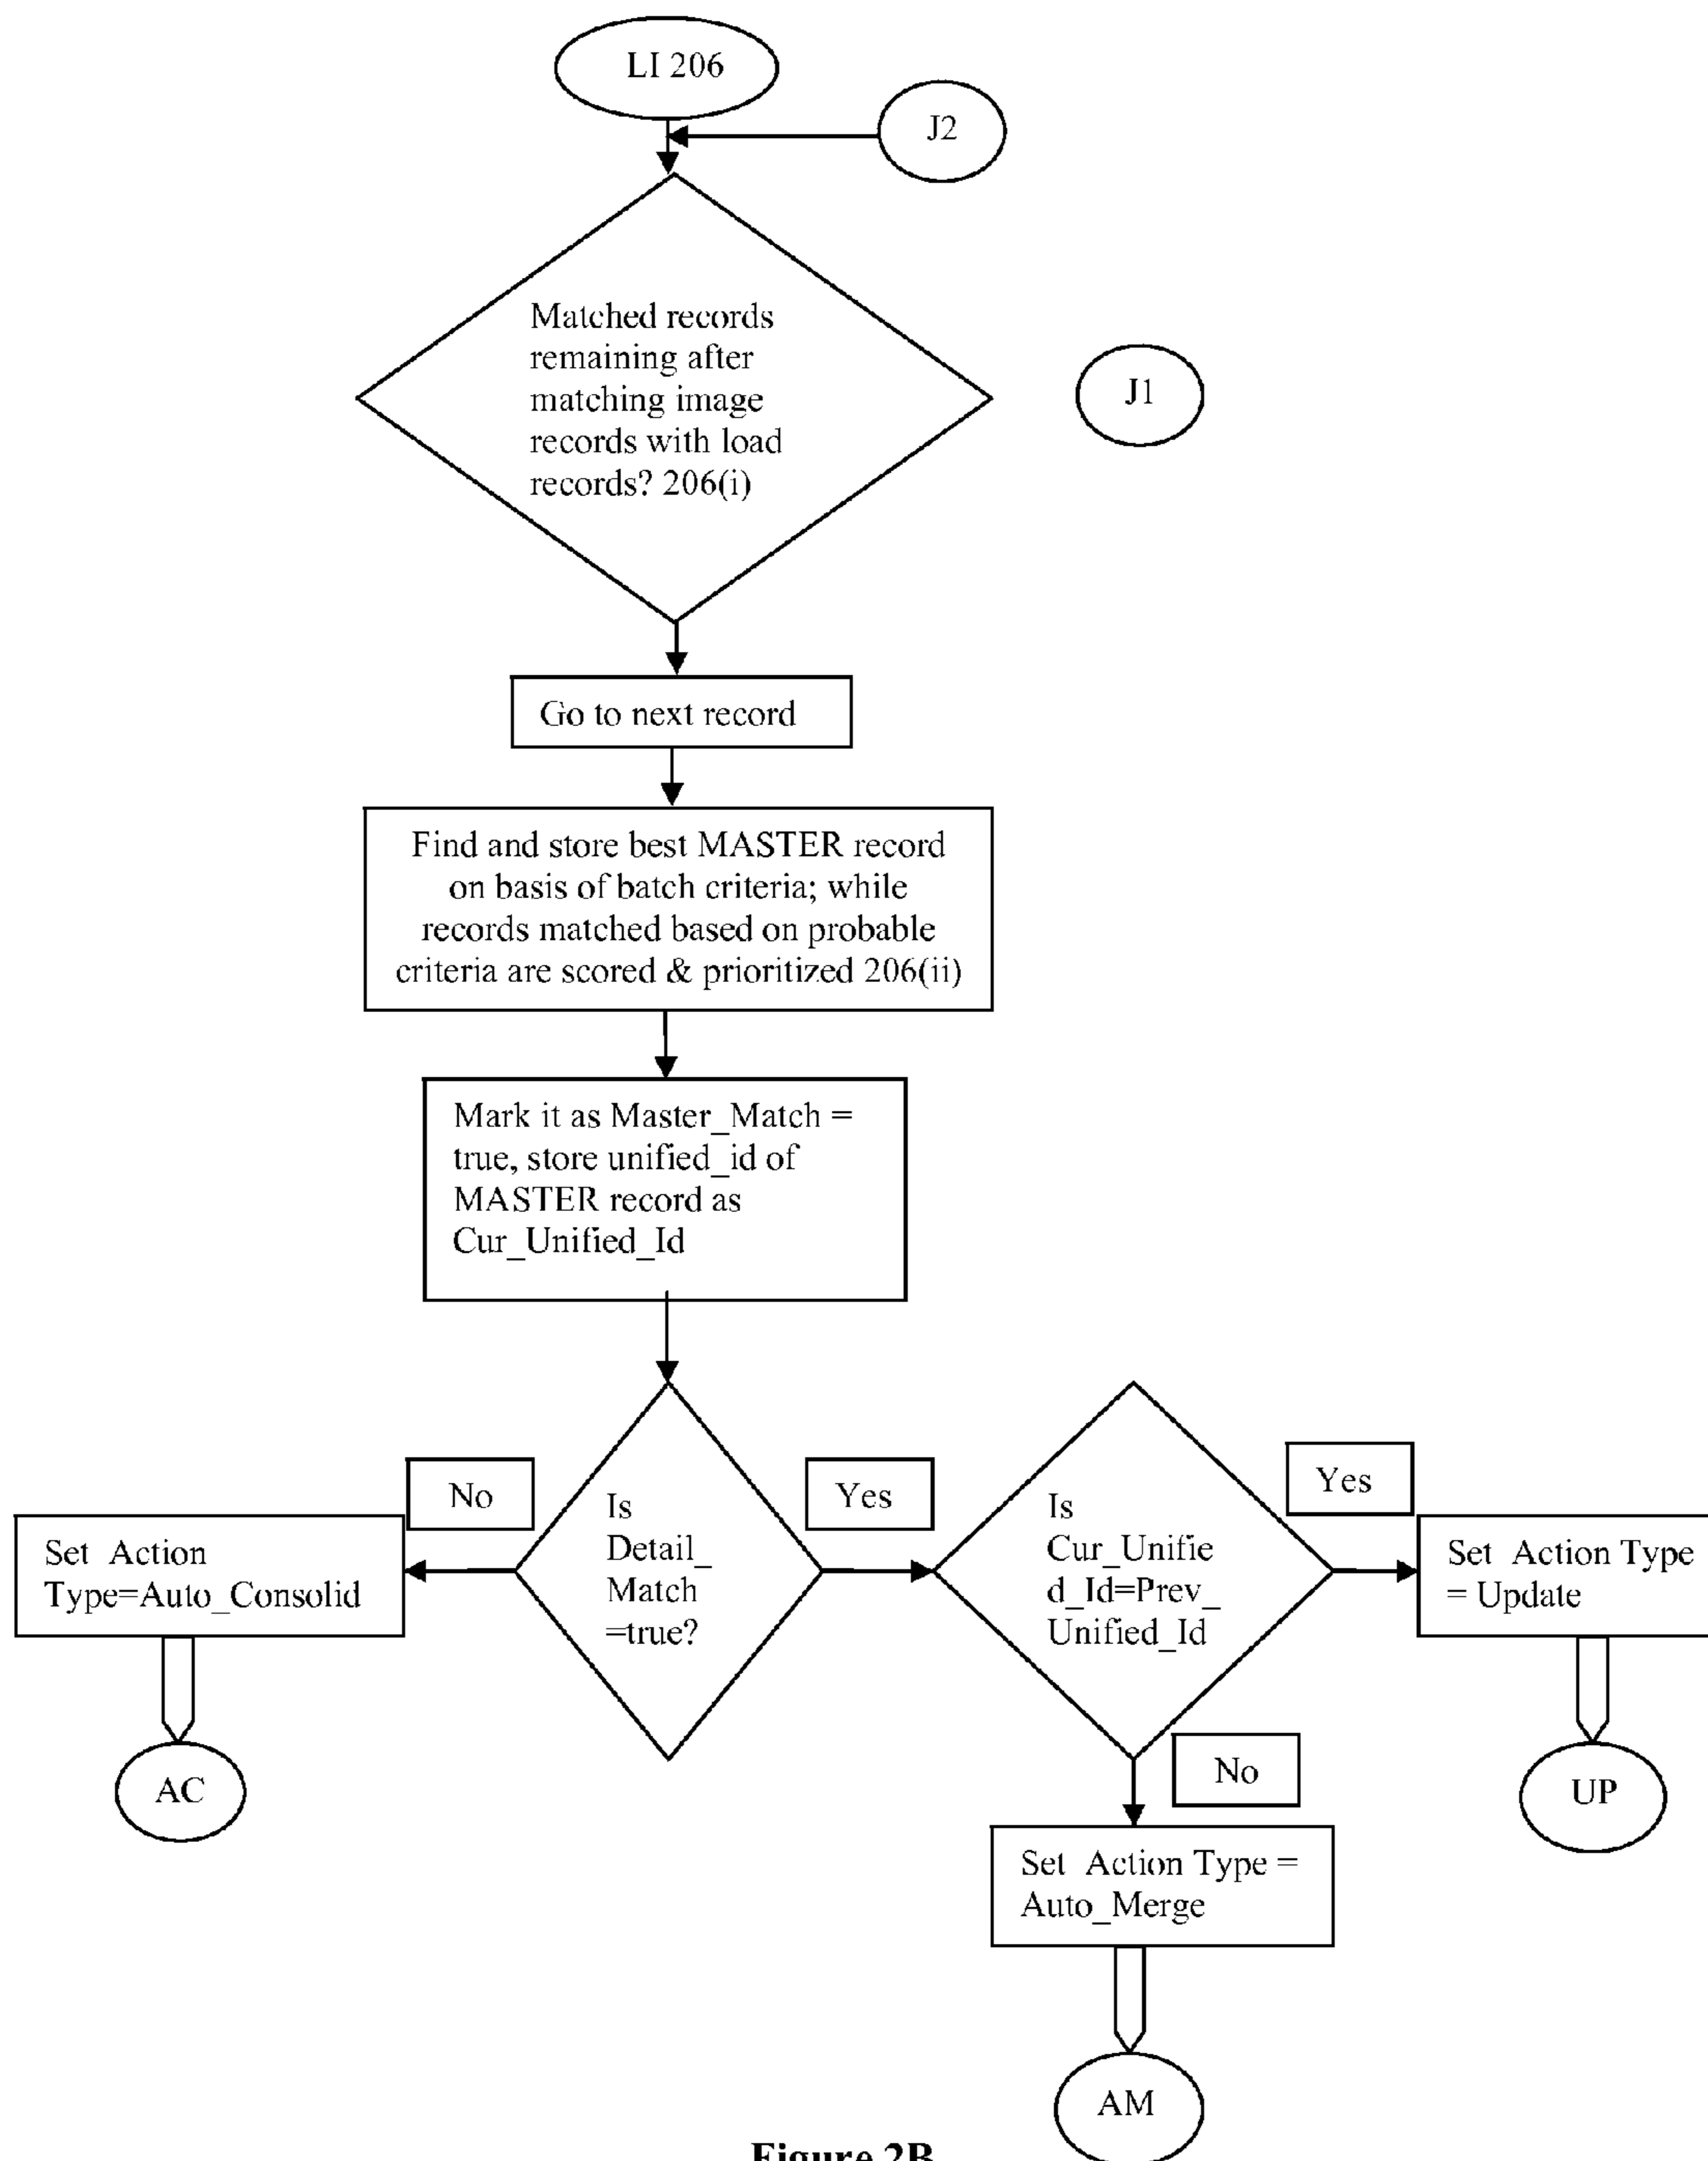 LI 206
J2
Matched records
remaining after
matching image
records with load
records? 206(i)
J1
Go to next record
Find and store best MASTER record
on basis of batch criteria; while
records matched based on probable
criteria are scored & prioritized 206(ii)
Mark it as Master_Match =
true, store unified_id of
MASTER record as
Cur_Unified_Id
No
Is
Detail_
Match
=true?
Yes
Is
Cur_Unifie
d_Id=Prev_
Unified_Id
Yes
Set Action
Type=Auto_Consolid
Set Action Type
= Update
AC
No
UP
Set Action Type =
Auto_Merge
AM
Figure 2B